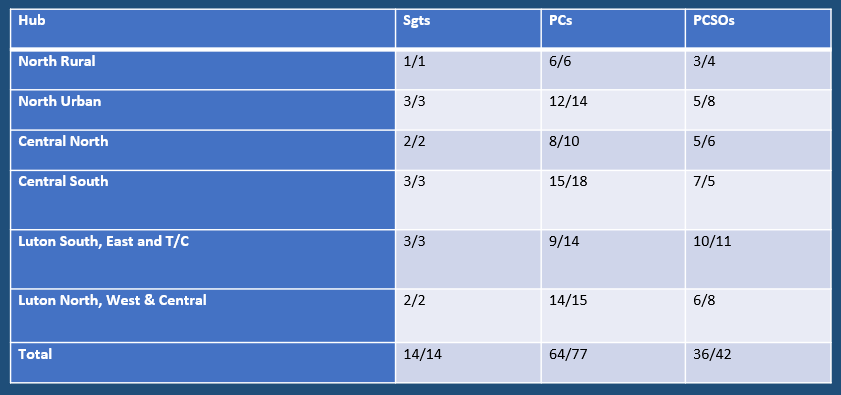 Hub Sgts PCs PCSOs
North Rural 1/1 6/6 3/4
North Urban 3/3 12/14 5/8
Central North 2/2 8/10 5/6
Central South 3/3 15/18 7/5
Luton South, East and T/C 3/3 9/14 10/11
Luton North, West & Central 2/2 14/15 6/8
Total 14/14 64/77 36/42